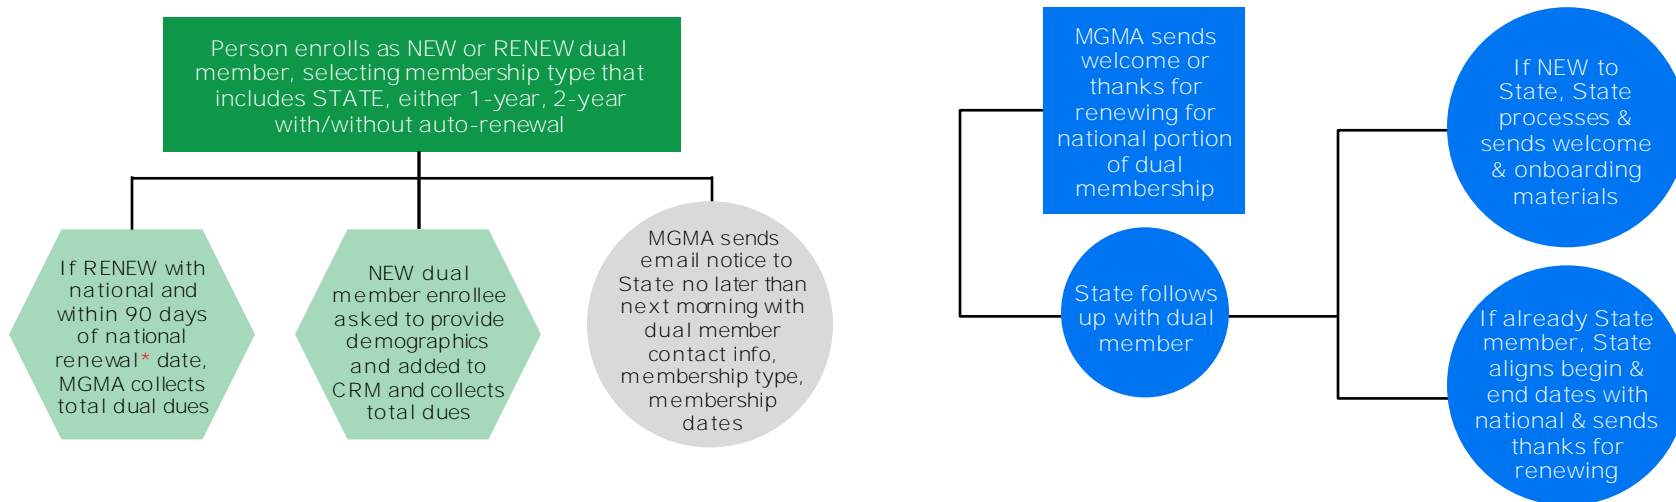 Person enrolls as NEW or RENEW dual
member, selecting membership type that
includes STATE, either 1-year, 2-year
with/without auto-renewal
If RENEW with
national and
within 90 days
of national
renewal* date,
MGMA collects
total dual dues
NEW dual
member enrollee
asked to provide
demographics
and added to
CRM and collects
total dues
MGMA sends
email notice to
State no later than
next morning with
dual member
contact info,
membership type,
membership
dates
MGMA sends
welcome or
thanks for
renewing for
national portion
of dual
membership
State follows
up with dual
member
If NEW to
State, State
processes &
sends welcome
& onboarding
materials
If already State
member, State
aligns begin &
end dates with
national & sends
thanks for
renewing